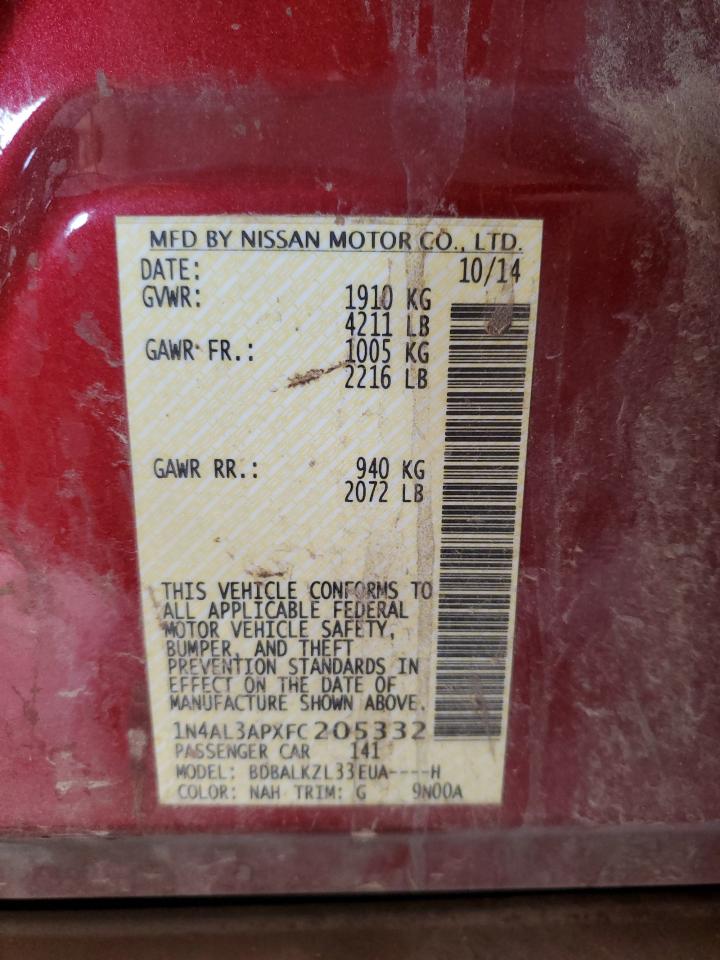 MFD BY NISSAN MOTOR CO., LTD.
DATE: 10/14
GVWR: 1910 KG
4211 LB
GAWR FR.: 1005 KG
2216 LB
GAWR RR.: 940 KG
2072 LB
THIS VEHICLE CONFORMS TO
ALL APPLICABLE FEDERAL
MOTOR VEHICLE SAFETY,
BUMPER, AND THEFT
PREVENTION STANDARDS IN
EFFECT ON THE DATE OF
MANUFACTURE SHOWN ABOVE.
1N4AL3APXFC205332
PASSENGER CAR 141
MODEL: BDBALKZL33EUA----H
COLOR: NAH TRIM: G 9N00A